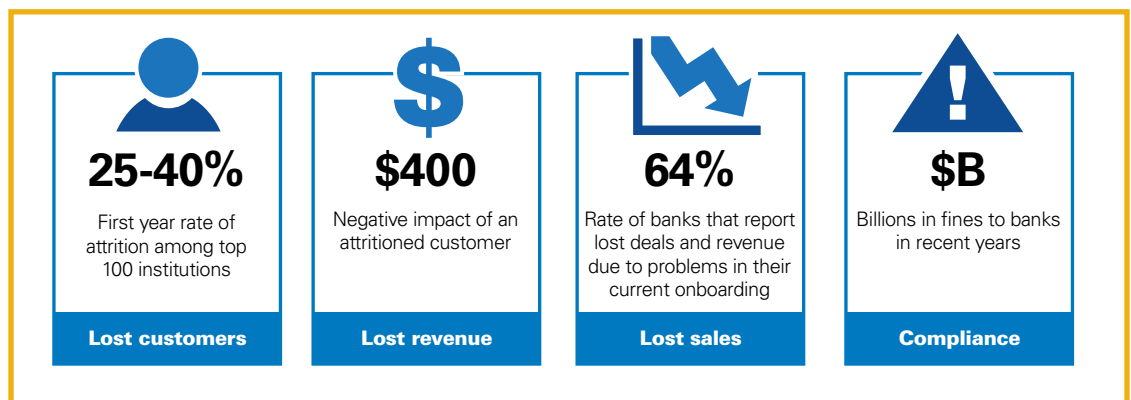 25-40%
First year rate of
attrition among top
100 institutions
Lost customers
$
$400
Negative impact of an
attritioned customer
Lost revenue
64%
Rate of banks that report
lost deals and revenue
due to problems in their
current onboarding
Lost sales
!
$B
Billions in fines to banks
in recent years
Compliance